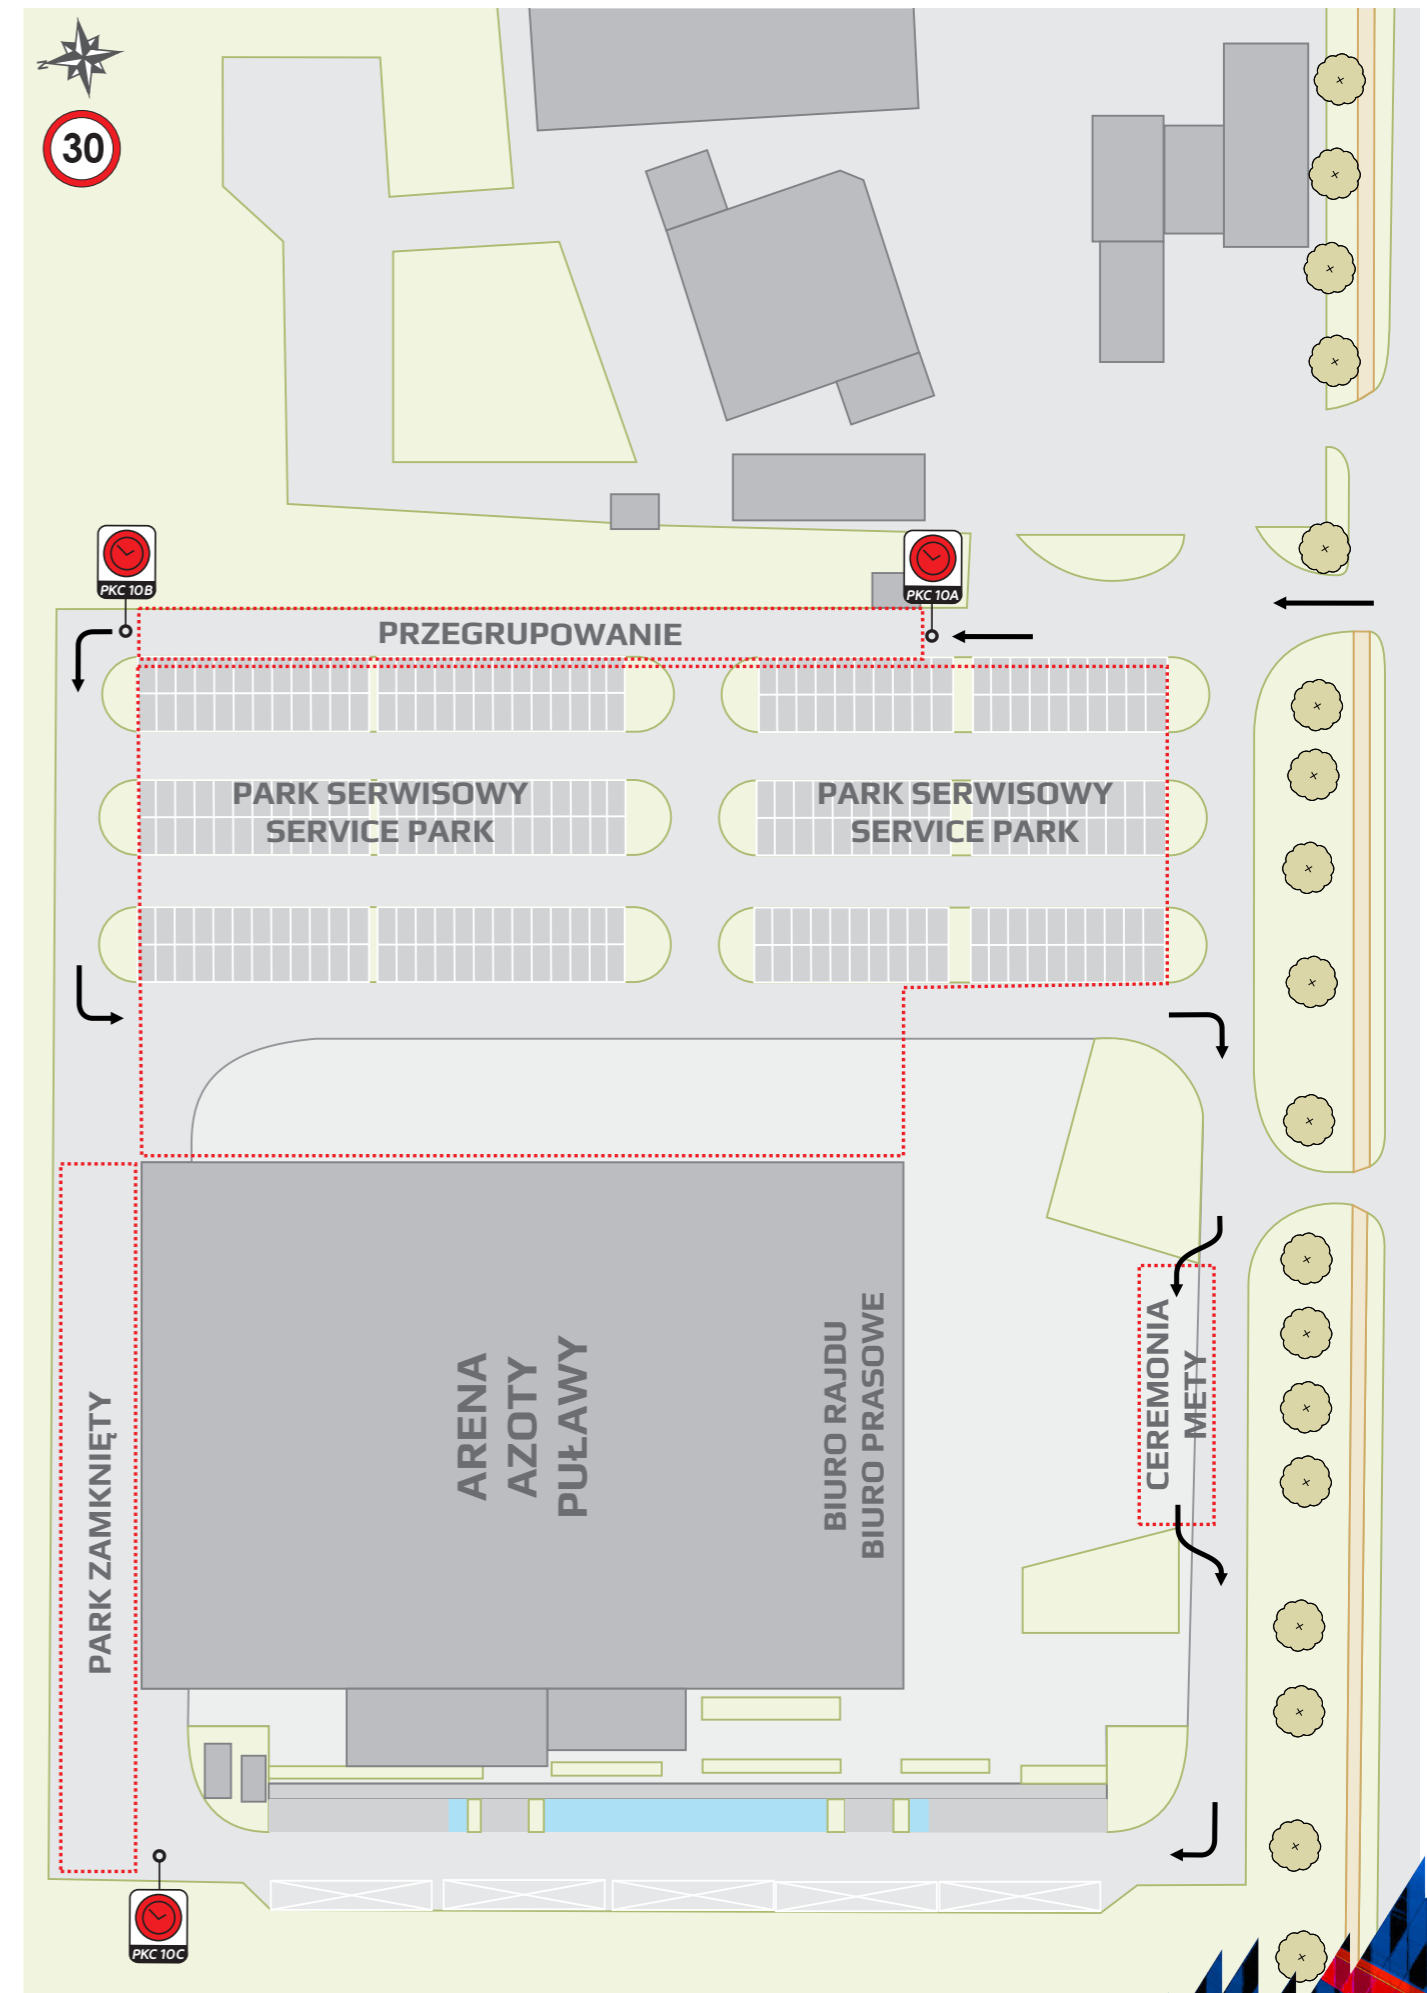 N
30
PKC 10B
PKC 10A
PRZEGRUPOWANIE
PARK SERWISOWY
SERVICE PARK
PARK SERWISOWY
SERVICE PARK
PARK ZAMKNIĘTY
ARENA
AZOTY
PUŁAWY
BIURO RAJDU
BIURO PRASOWE
CEREMONIA
METY
PKC 10C